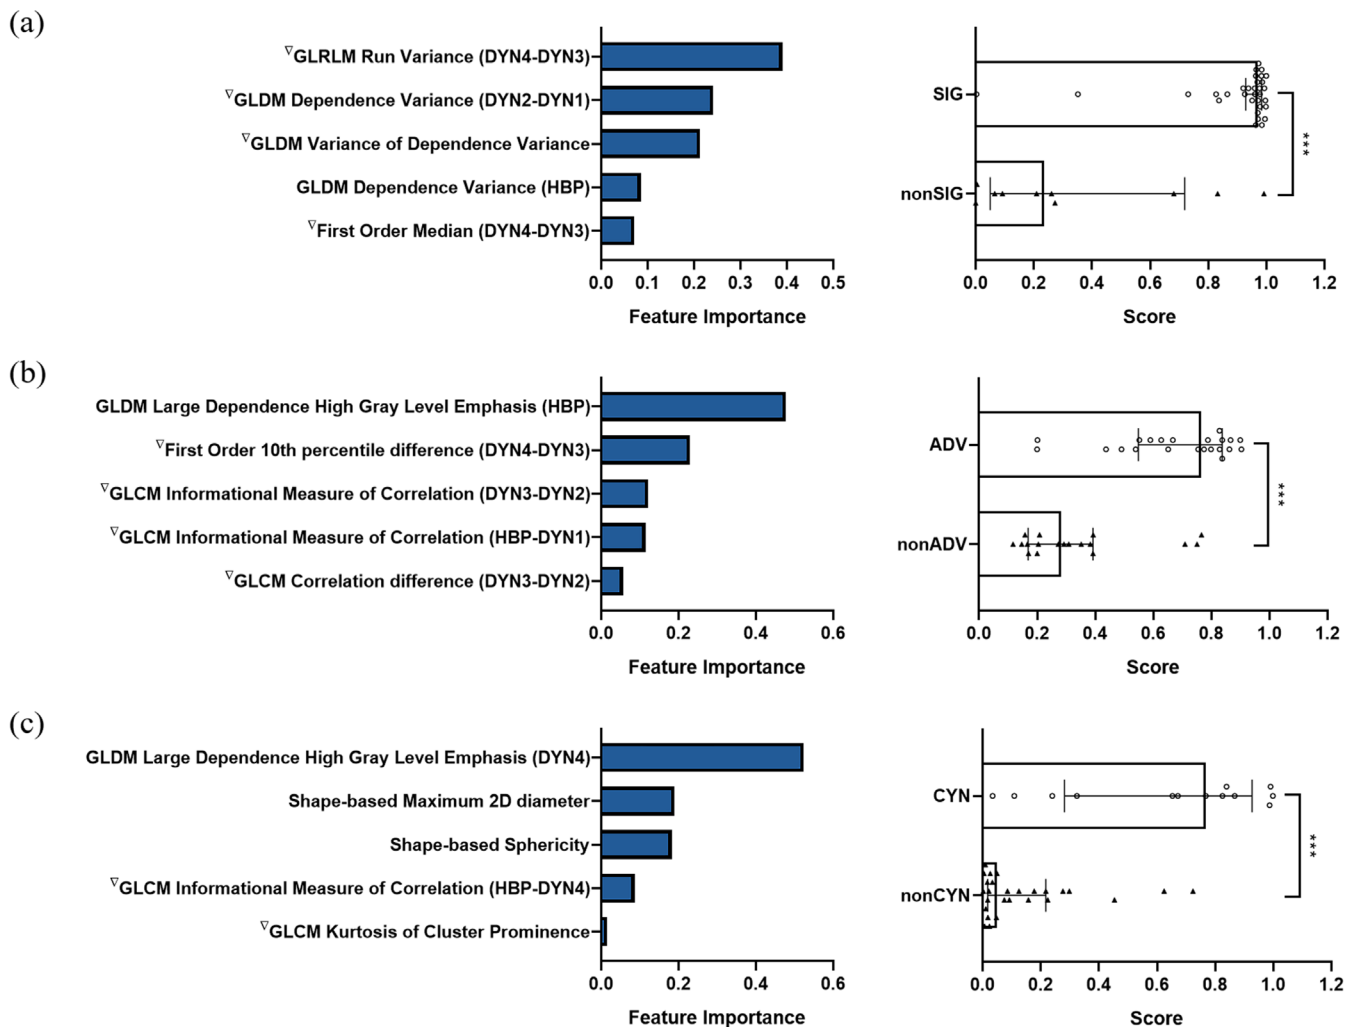 (a)
▽GLRLM Run Variance (DYN4-DYN3)
▽GLDM Dependence Variance (DYN2-DYN1)
▽GLDM Variance of Dependence Variance
GLDM Dependence Variance (HBP)
▽First Order Median (DYN4-DYN3)
0.0 0.1 0.2 0.3 0.4 0.5
Feature Importance
SIG
nonSIG
***
0.0 0.2 0.4 0.6 0.8 1.0 1.2
Score
(b)
GLDM Large Dependence High Gray Level Emphasis (HBP)
▽First Order 10th percentile difference (DYN4-DYN3)
▽GLCM Informational Measure of Correlation (DYN3-DYN2)
▽GLCM Informational Measure of Correlation (HBP-DYN1)
▽GLCM Correlation difference (DYN3-DYN2)
0.0 0.2 0.4 0.6
Feature Importance
ADV
nonADV
***
0.0 0.2 0.4 0.6 0.8 1.0 1.2
Score
(c)
GLDM Large Dependence High Gray Level Emphasis (DYN4)
Shape-based Maximum 2D diameter
Shape-based Sphericity
▽GLCM Informational Measure of Correlation (HBP-DYN4)
▽GLCM Kurtosis of Cluster Prominence
0.0 0.2 0.4 0.6
Feature Importance
CYN
nonCYN
***
0.0 0.2 0.4 0.6 0.8 1.0 1.2
Score